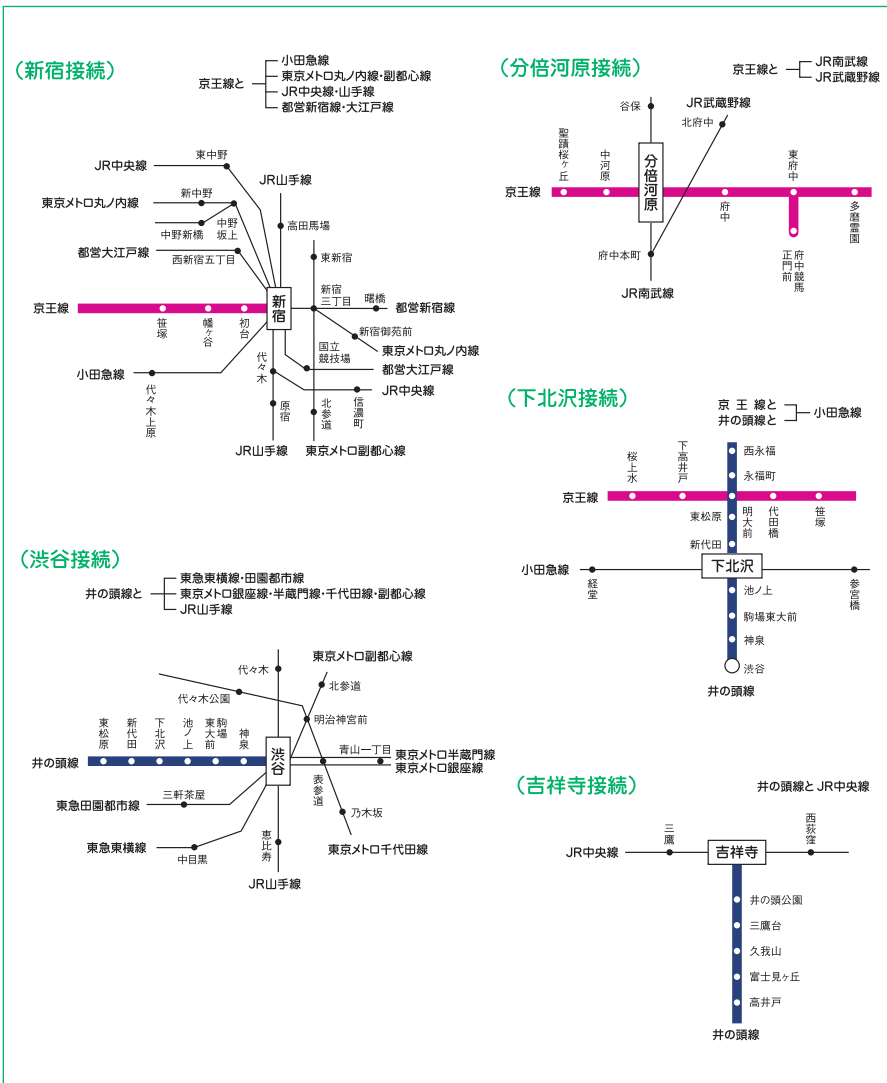 （新宿接続）
京王線と
小田急線
東京メトロ丸ノ内線・副都心線
JR中央線・山手線
都営新宿線・大江戸線
JR中央線
東中野
JR山手線
東京メトロ丸ノ内線
新中野
中野新橋
中野坂上
高田馬場
都営大江戸線
西新宿五丁目
東新宿
京王線
笹塚
幡ヶ谷
初台
新宿
新宿三丁目
曙橋
都営新宿線
新宿御苑前
東京メトロ丸ノ内線
国立競技場
都営大江戸線
小田急線
代々木上原
代々木
JR中央線
信濃町
原宿
北参道
JR山手線
東京メトロ副都心線
（渋谷接続）
井の頭線と
東急東横線・田園都市線
東京メトロ銀座線・半蔵門線・千代田線・副都心線
JR山手線
代々木
東京メトロ副都心線
北参道
代々木公園
明治神宮前
井の頭線
東松原
新代田
下北沢
池ノ上
駒場東大前
神泉
渋谷
青山一丁目
東京メトロ半蔵門線
東京メトロ銀座線
表参道
東急田園都市線
三軒茶屋
乃木坂
東急東横線
中目黒
恵比寿
東京メトロ千代田線
JR山手線
（分倍河原接続）
京王線と
JR南武線
JR武蔵野線
谷保
JR武蔵野線
北府中
京王線
聖蹟桜ヶ丘
中河原
分倍河原
府中
東府中
多磨霊園
府中本町
府中競馬正門前
JR南武線
（下北沢接続）
京王線と
井の頭線と
小田急線
西永福
永福町
京王線
桜上水
下高井戸
明大前
代田橋
笹塚
東松原
新代田
小田急線
経堂
下北沢
参宮橋
池ノ上
駒場東大前
神泉
渋谷
井の頭線
（吉祥寺接続）
井の頭線とJR中央線
JR中央線
三鷹
吉祥寺
西荻窪
井の頭公園
三鷹台
久我山
富士見ヶ丘
高井戸
井の頭線